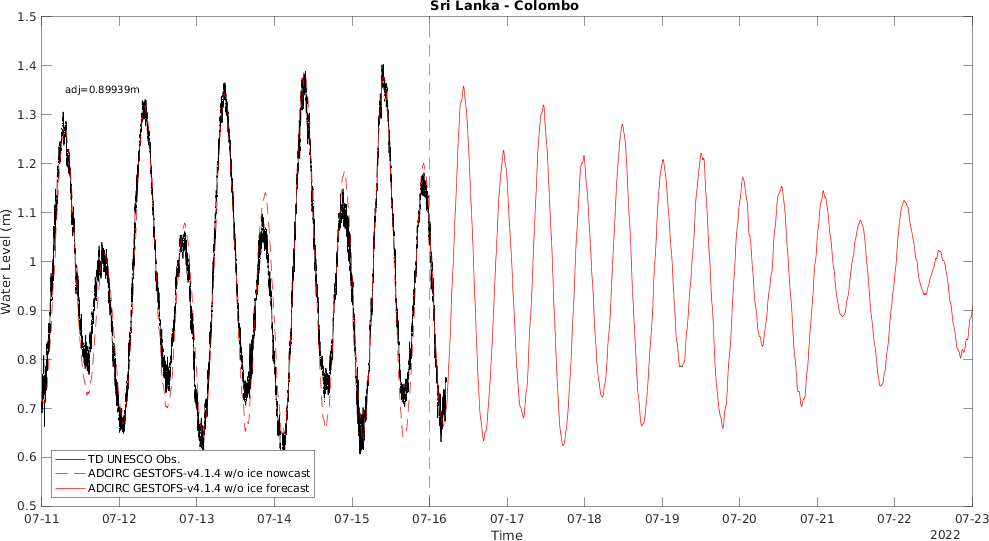 Sri Lanka - Colombo
1.5
1.4
1.3
1.2
1.1
1
0.9
0.8
0.7
0.6
0.5
Water Level (m)
adj=0.89939m
TD UNESCO Obs.
ADCIRC GESTOFS-v4.1.4 w/o ice nowcast
ADCIRC GESTOFS-v4.1.4 w/o ice forecast
07-11 07-12 07-13 07-14 07-15 07-16 07-17 07-18 07-19 07-20 07-21 07-22 07-23
Time
2022